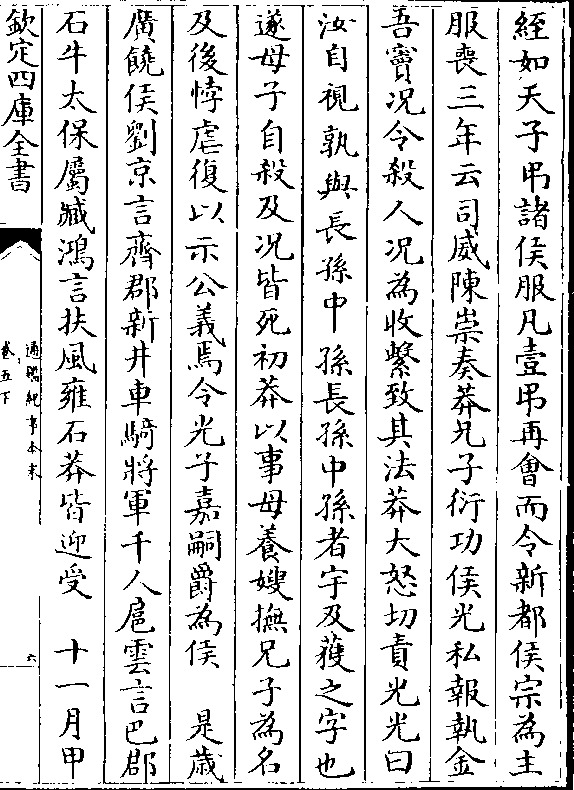 絰如天子弔諸侯服凡壹弔再會而令新都侯宗為主
服喪三年云司威陳崇奏莽兄子衍功侯光私報執金
吾竇况令殺人况為收繫致其法莽大怒切責光光曰
汝自視孰與長孫中孫長孫中孫者宇及獲之字也
遂母子自殺及况皆死初莽以事母養嫂撫兄子為名
及後悖虐復以示公義焉令光子嘉嗣爵為侯　是歲
廣饒侯劉京言齊郡新井車騎將軍千人扈雲言巴郡
石牛太保屬臧鴻言扶風雍石莽皆迎受　十一月甲
欽定四庫全書
通鑑紀事本末
卷五下
六